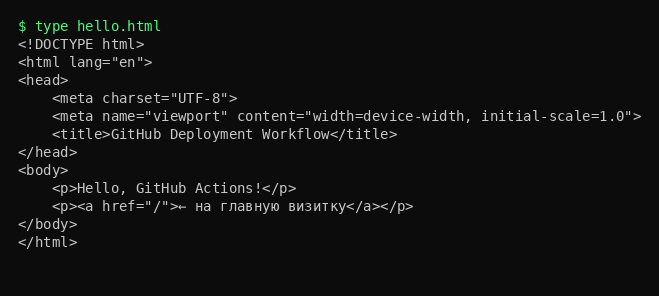 $ type hello.html
<!DOCTYPE html>
<html lang="en">
<head>
    <meta charset="UTF-8">
    <meta name="viewport" content="width=device-width, initial-scale=1.0">
    <title>GitHub Deployment Workflow</title>
</head>
<body>
    <p>Hello, GitHub Actions!</p>
    <p><a href="/">← на главную визитку</a></p>
</body>
</html>